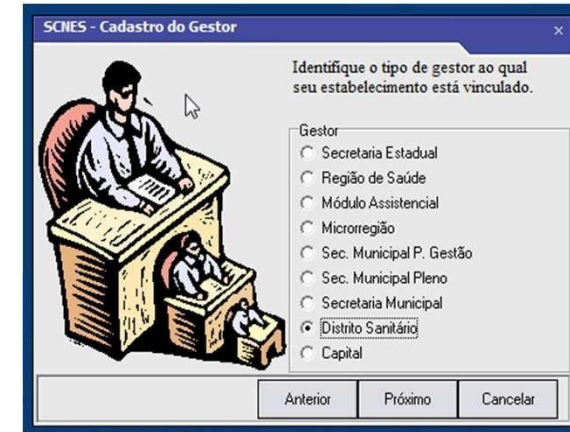 SCNES - Cadastro do Gestor
Identifique o tipo de gestor ao qual
seu estabelecimento está vinculado.
Gestor
Secretaria Estadual
Região de Saúde
Módulo Assistencial
Microrregião
Sec. Municipal P. Gestão
Sec. Municipal Pleno
Secretaria Municipal
Distrito Sanitário
Capital
Anterior
Próximo
Cancelar